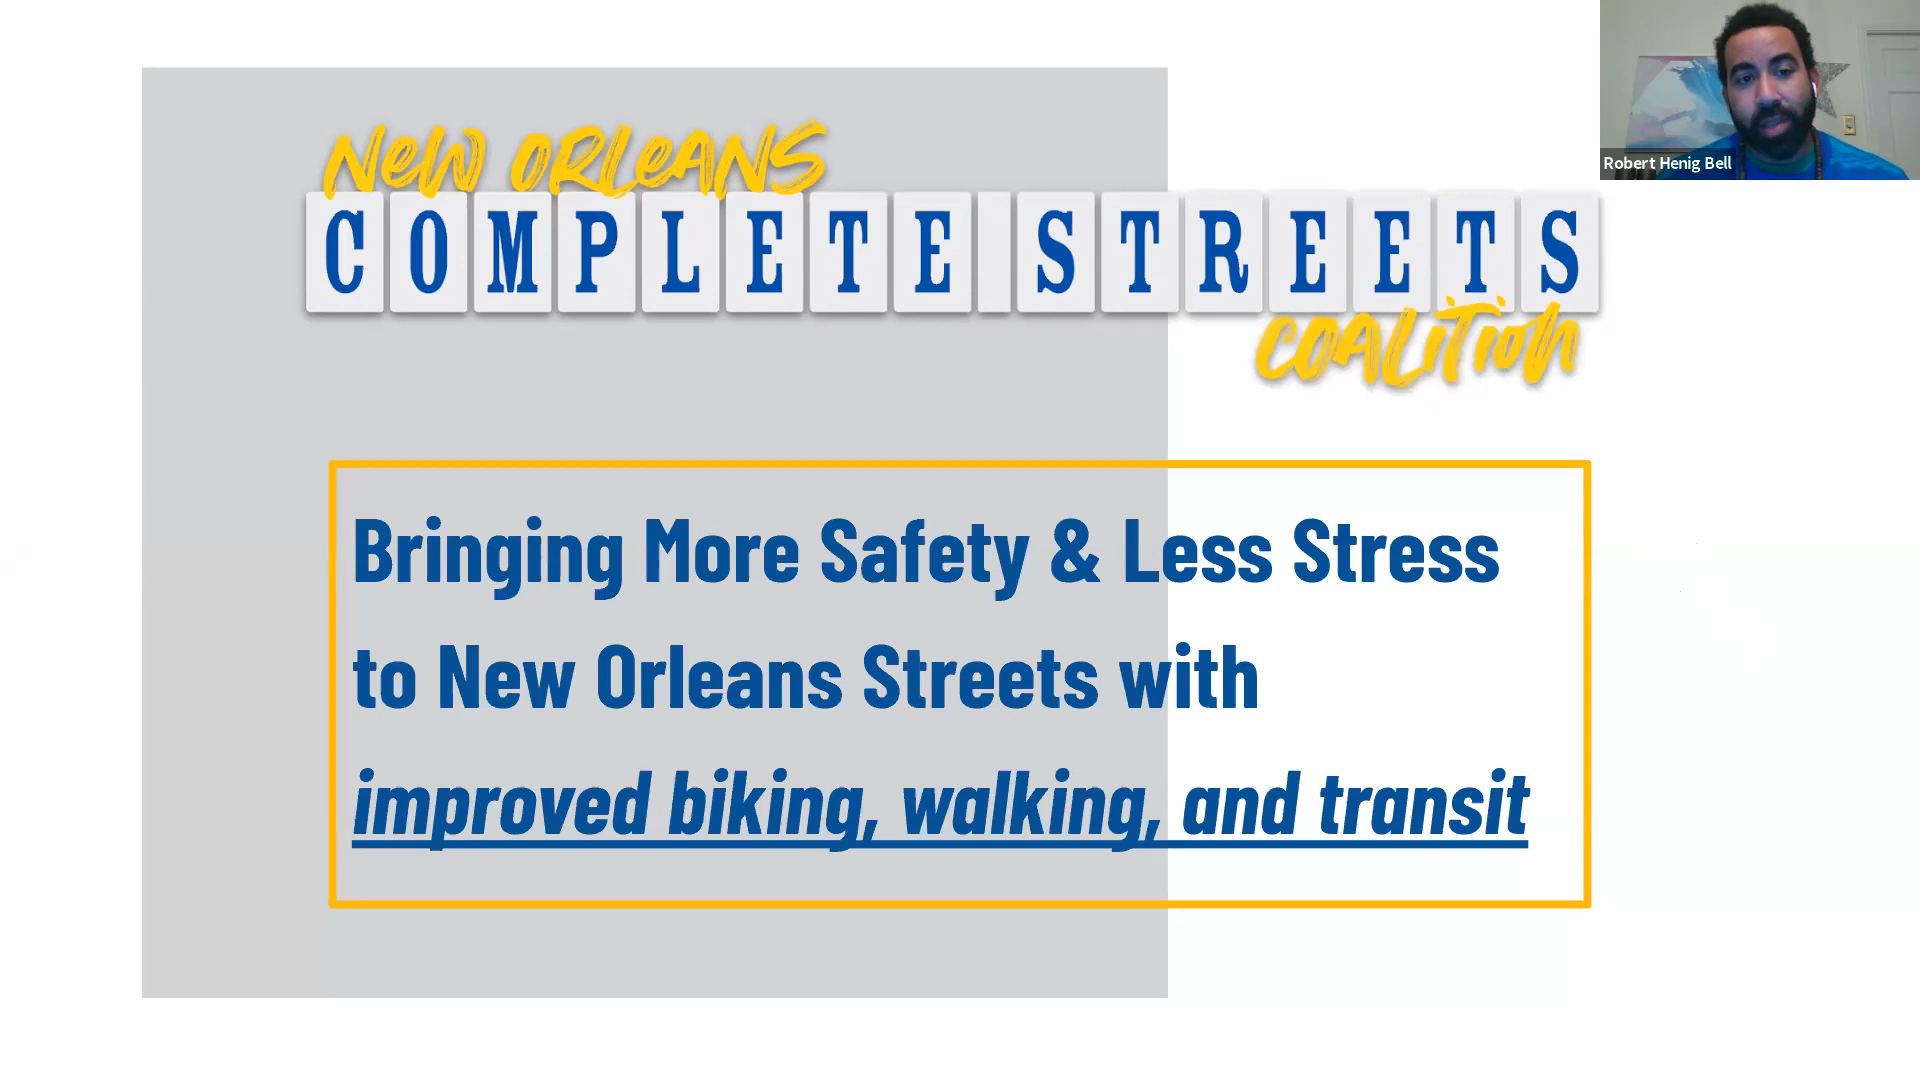 NEW ORLEANS
COMPLETE STREETS
COALITION
Bringing More Safety & Less Stress
to New Orleans Streets with
improved biking, walking, and transit
Robert Henig Bell